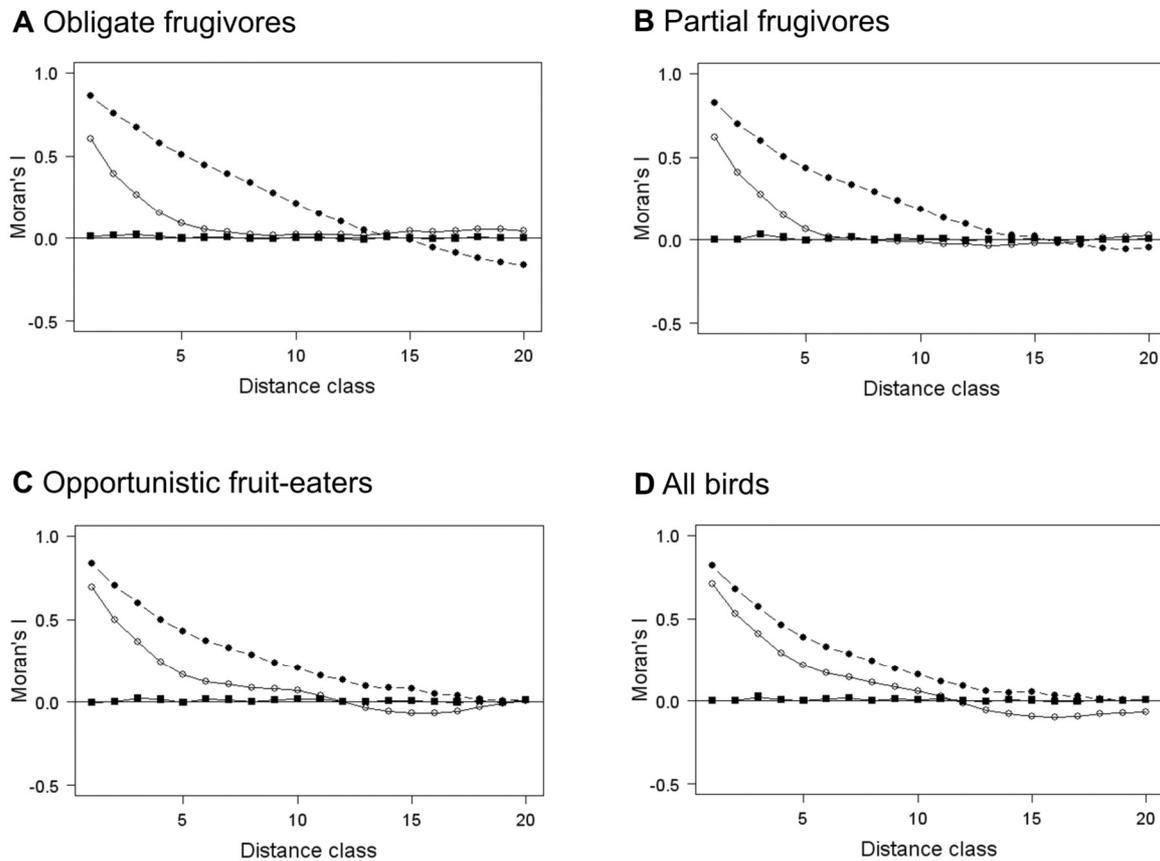 A Obligate frugivores
1.0
0.5
0.0
-0.5
Moran's I
5 10 15 20
Distance class
B Partial frugivores
1.0
0.5
0.0
-0.5
Moran's I
5 10 15 20
Distance class
C Opportunistic fruit-eaters
1.0
0.5
0.0
-0.5
Moran's I
5 10 15 20
Distance class
D All birds
1.0
0.5
0.0
-0.5
Moran's I
5 10 15 20
Distance class